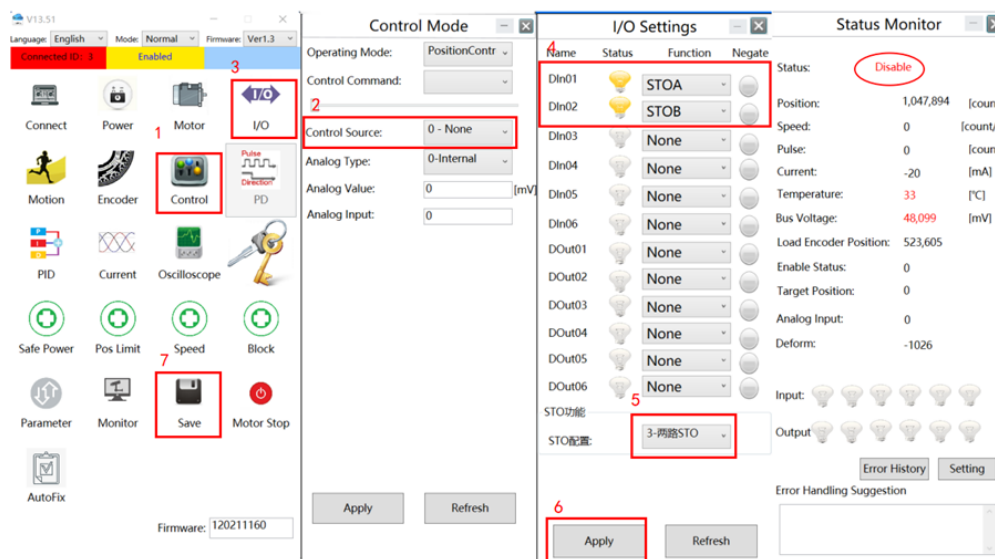 V13.51
Language: English Mode: Normal Firmware: Ver1.3
Connected ID: 3 Enabled
3
Connect Power Motor I/O
I/O
1
Pulse
Direction
Motion Encoder Control PD
P
I
D
PID Current Oscilloscope
Safe Power Pos Limit Speed Block
7
Parameter Monitor Save Motor Stop
AutoFix
Firmware: 120211160
Control Mode
Operating Mode: PositionContr
Control Command:
2
Control Source: 0 - None
Analog Type: 0-Internal
Analog Value: 0 [mV]
Analog Input: 0
Apply Refresh
I/O Settings
4
Name Status Function Negate
DIn01 STOA
DIn02 STOB
DIn03 None
DIn04 None
DIn05 None
DIn06 None
DOut01 None
DOut02 None
DOut03 None
DOut04 None
DOut05 None
DOut06 None
5
STO功能
STO配置: 3-两路STO
6
Apply Refresh
Status Monitor
Status: Disable
Position: 1,047,894 [coun
Speed: 0 [count/
Pulse: 0 [coun
Current: -20 [mA]
Temperature: 33 [℃]
Bus Voltage: 48,099 [mV]
Load Encoder Position: 523,605
Enable Status: 0
Target Position: 0
Analog Input: 0
Deform: -1026
Input:
Output
Error History Setting
Error Handling Suggestion